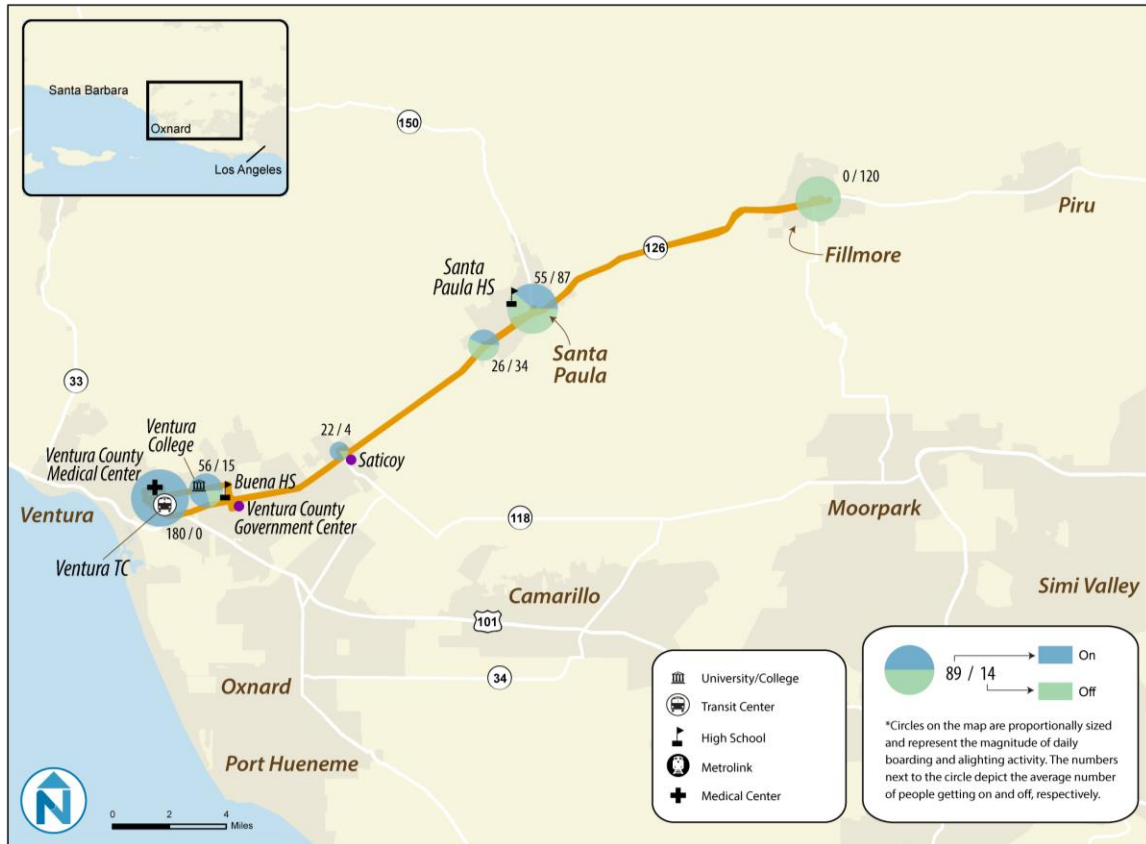 Santa Barbara
Oxnard
Los Angeles
150
0 / 120
Piru
126
Fillmore
Santa
Paula HS
55 / 87
Santa
Paula
26 / 34
33
Ventura
College
22 / 4
Ventura County
Medical Center
56 / 15
Buena HS
Saticoy
Ventura
Ventura County
Government Center
118
Moorpark
180 / 0
Ventura TC
Camarillo
Simi Valley
101
34
Oxnard
Port Hueneme
University/College
Transit Center
High School
Metrolink
Medical Center
89 / 14
On
Off
*Circles on the map are proportionally sized
and represent the magnitude of daily
boarding and alighting activity. The numbers
next to the circle depict the average number
of people getting on and off, respectively.
N
0 2 4
Miles